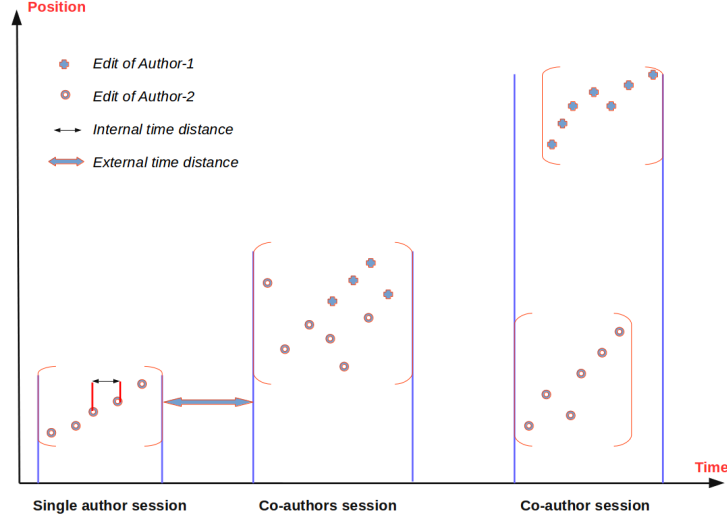 Position
Edit of Author-1
Edit of Author-2
Internal time distance
External time distance
Time
Single author session
Co-authors session
Co-author session